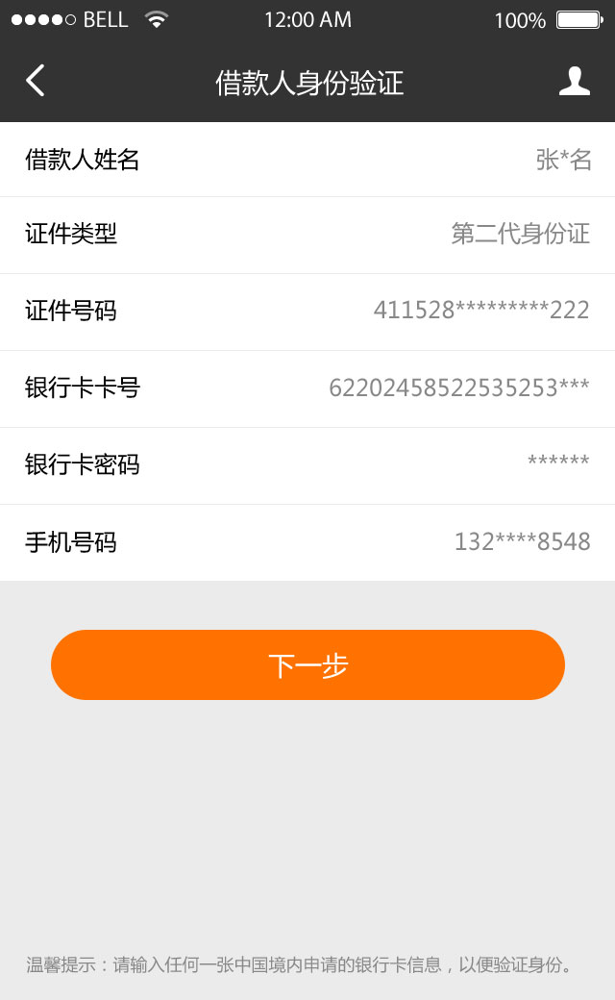 BELL 12:00 AM 100%
借款人身份验证
借款人姓名 张*名
证件类型 第二代身份证
证件号码 411528*********222
银行卡卡号 62202458522535253***
银行卡密码 ******
手机号码 132****8548
下一步
温馨提示：请输入任何一张中国境内申请的银行卡信息，以便验证身份。